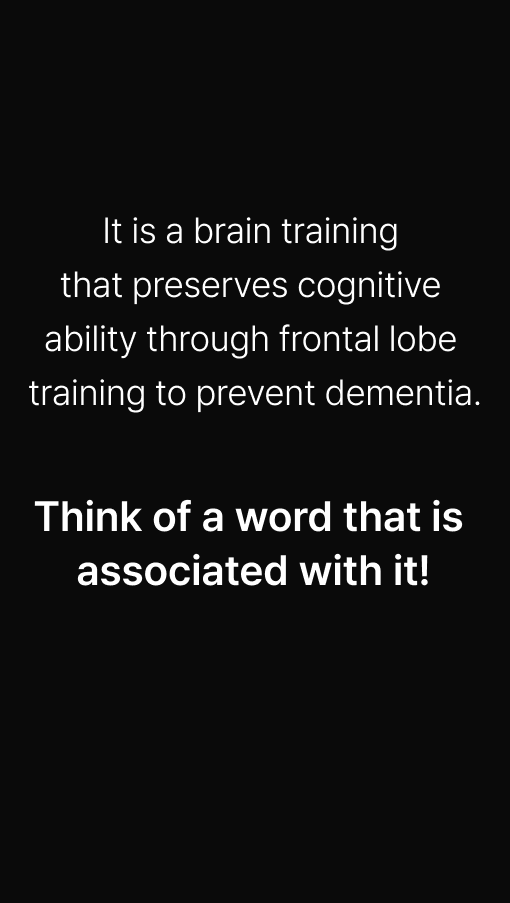 It is a brain training
that preserves cognitive
ability through frontal lobe
training to prevent dementia.
Think of a word that is
associated with it!